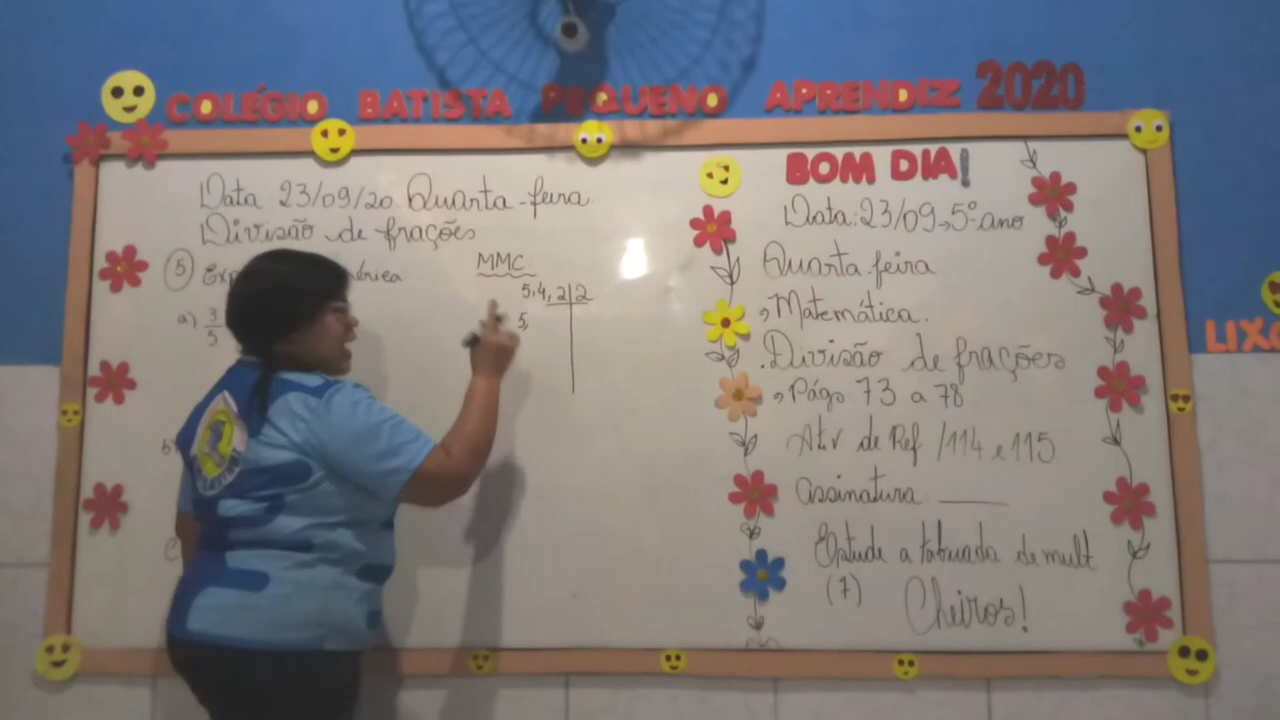 COLÉGIO BATISTA PEQUENO APRENDIZ 2020
Data 23/09/20 Quarta-feira
Divisão de frações
5
MMC:
a) 3/5
5,4,2|2
5,
b)
BOM DIA!
Data: 23/09 5º ano
Quarta feira
Matemática.
.Divisão de frações
Págs 73 a 78
Ativ de Ref /114 e 115
assinatura
Estude a tabuada de mult
(7) Cheiros!